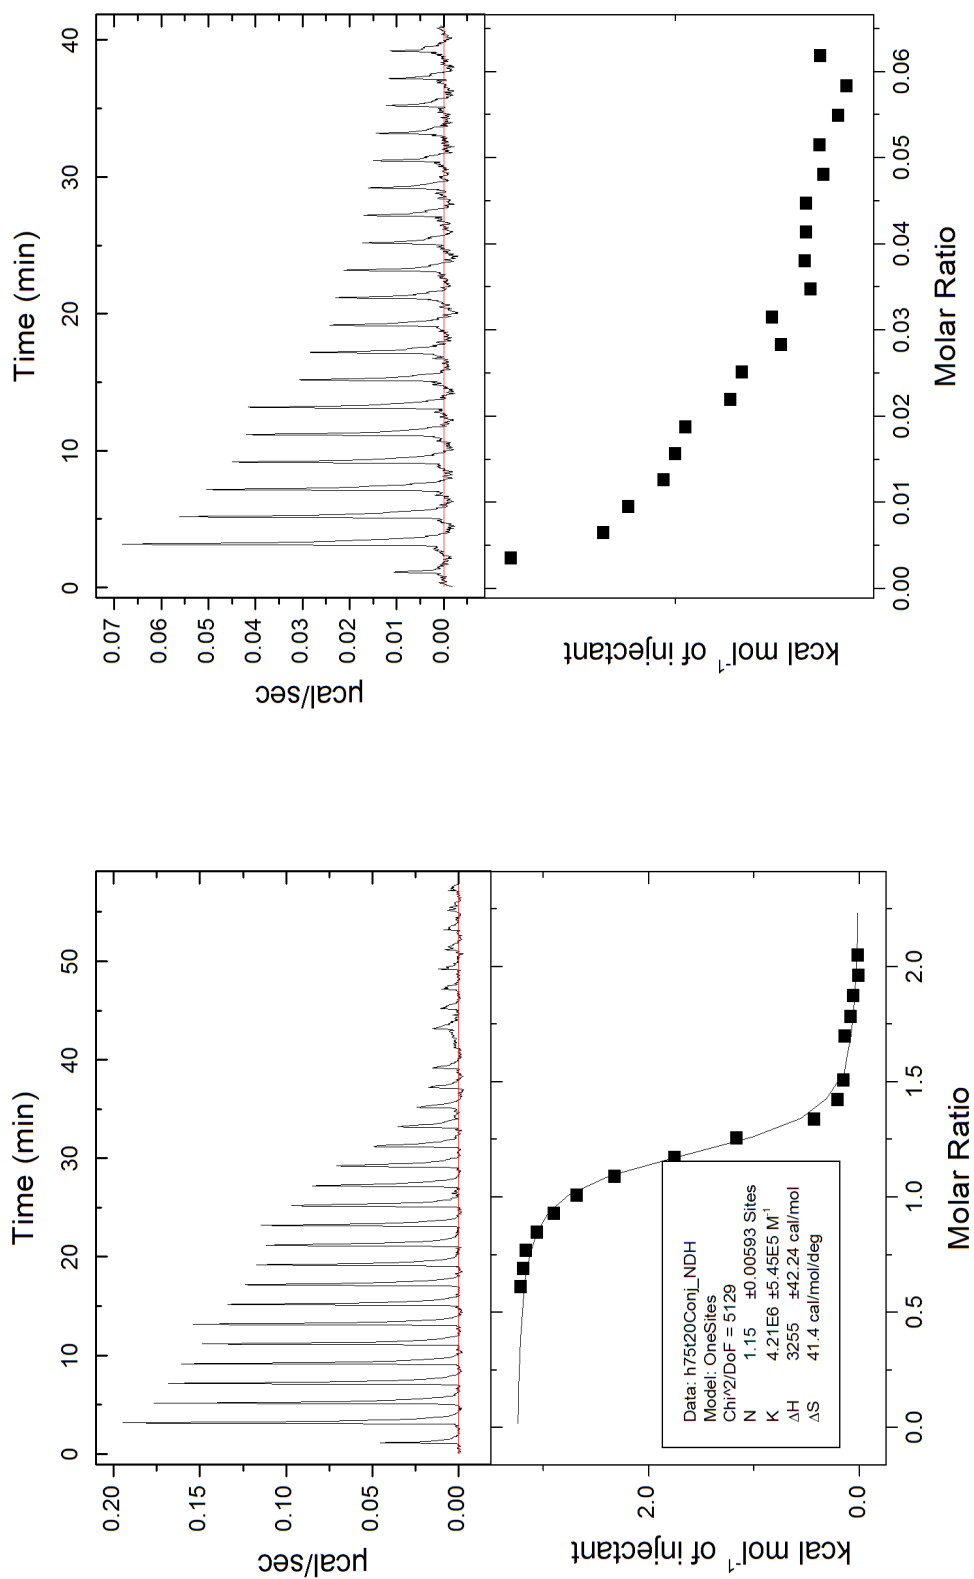 Time (min)
0 10 20 30 40 50
0.20
0.15
0.10
0.05
0.00
µcal/sec
2.0
0.0
kcal mol⁻¹ of injectant
Data: h75t20Conj_NDH
Model: OneSites
Chi^2/DoF = 5129
N 1.15 ±0.00593 Sites
K 4.21E6 ±5.45E5 M⁻¹
ΔH 3255 ±42.24 cal/mol
ΔS 41.4 cal/mol/deg
0.0 0.5 1.0 1.5 2.0
Molar Ratio
Time (min)
0 10 20 30 40
0.07
0.06
0.05
0.04
0.03
0.02
0.01
0.00
µcal/sec
kcal mol⁻¹ of injectant
0.00 0.01 0.02 0.03 0.04 0.05 0.06
Molar Ratio